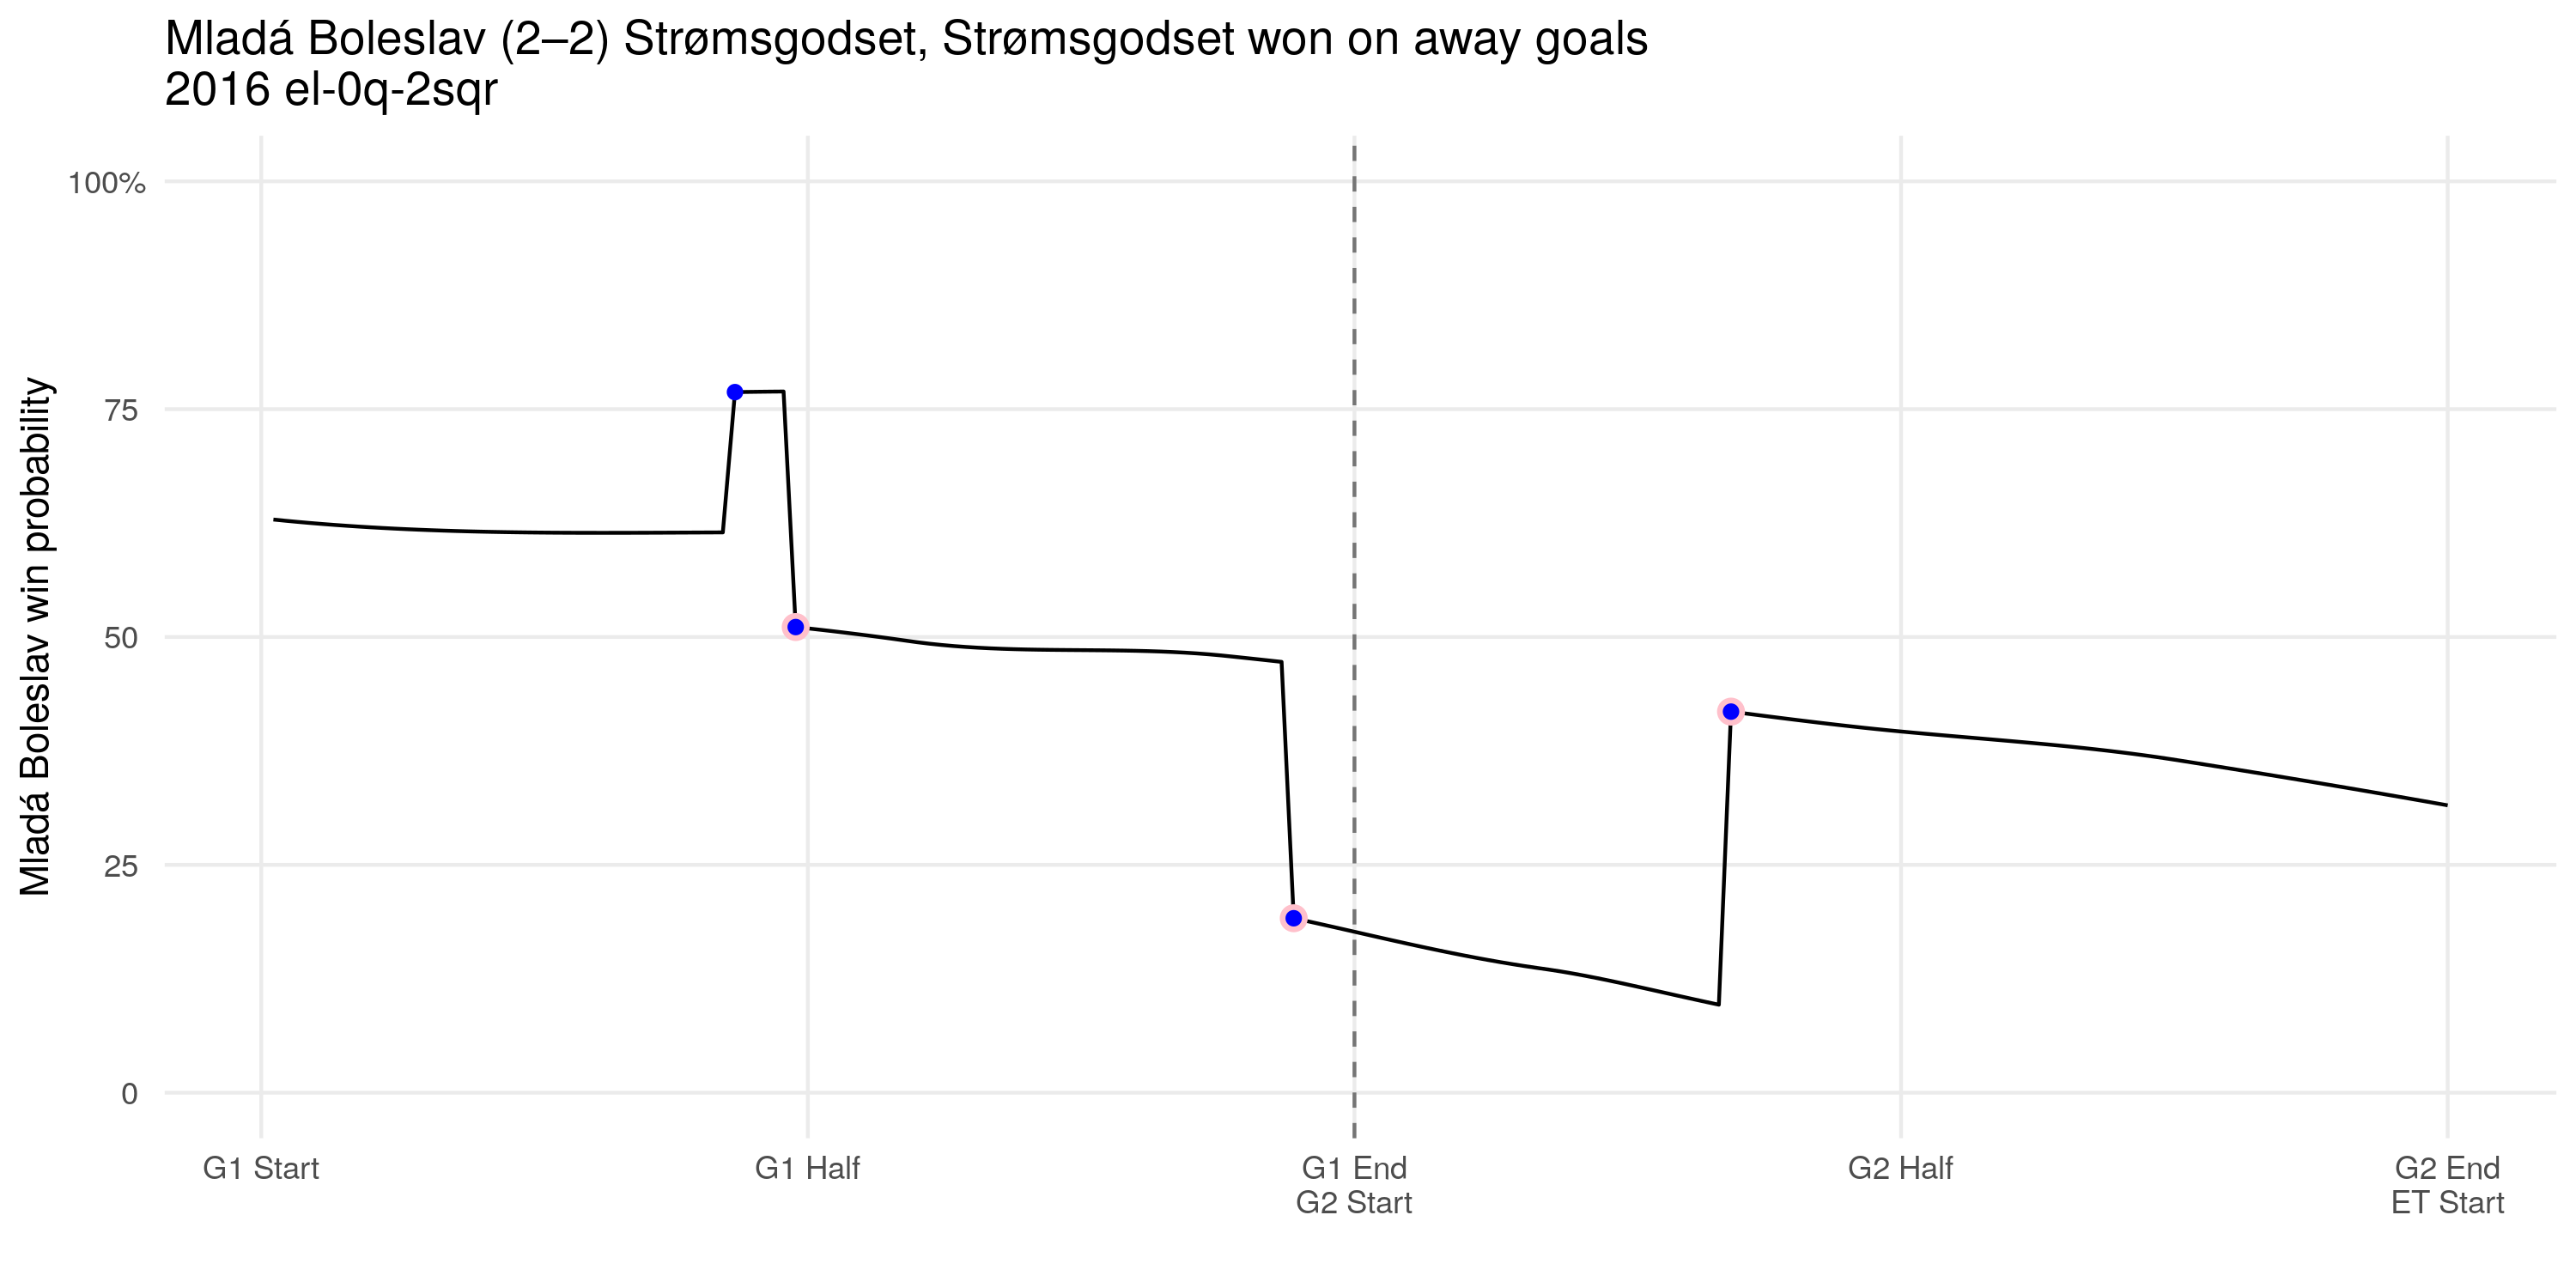 Mladá Boleslav (2–2) Strømsgodset, Strømsgodset won on away goals
2016 el-0q-2sqr
Mladá Boleslav win probability
100%
75
50
25
0
G1 Start
G1 Half
G1 End
G2 Start
G2 Half
G2 End
ET Start